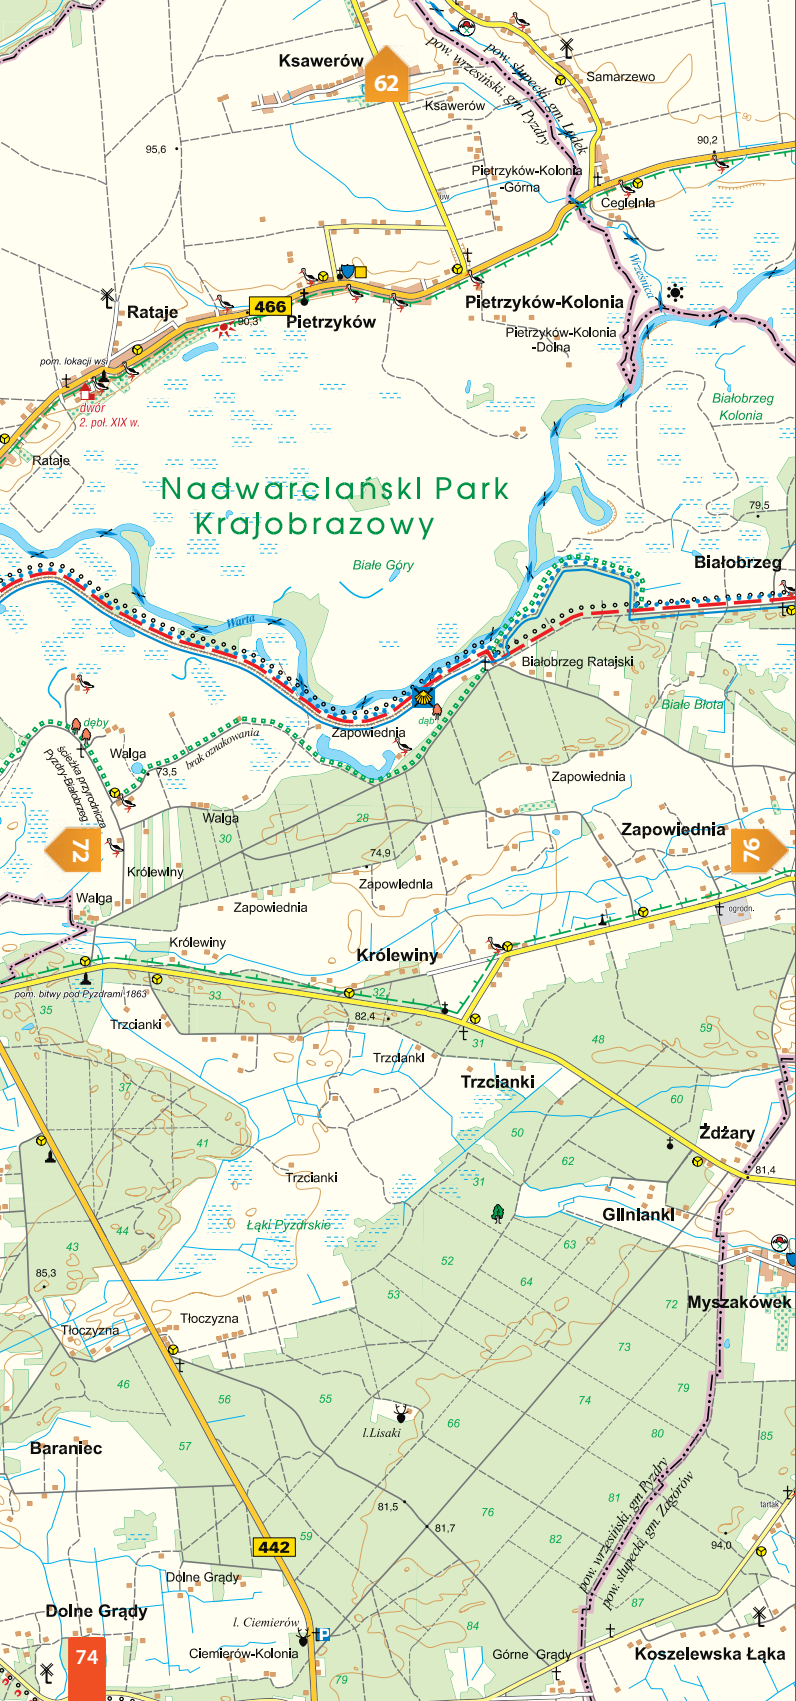 Ksawerów
62
Ksawerów
pow. wrzesiński, gm Pyzdry
pow. słupecki, gm. Lądek
Samarzewo
95,6
90
90,2
Pietrzyków-Kolonia
-Górna
Cegielnia
Wrześnica
466
Rataje
90,3
Pietrzyków
Pietrzyków-Kolonia
Pietrzyków-Kolonia
-Dolna
pom. lokacji wsi
dwór
2. poł. XIX w.
Rataje
Białobrzeg
Kolonia
Nadwarciański Park
Krajobrazowy
79,5
Białe Góry
Białobrzeg
Warta
Białobrzeg Ratajski
Białe Błota
dęby
dąb
Zapowiednia
Walga
brak oznakowania
73,5
ścieżka przyrodnicza
Pyzdry-Białobrzeg
Zapowiednia
Walga
28
30
Zapowiednia
72
76
74,9
Królewiny
Zapowiednia
Walga
Zapowiednia
ogrodn.
Królewiny
Królewiny
pom. bitwy pod Pyzdrami 1863
33
32
35
82,4
Trzcianki
31
48
59
Trzcianki
Trzcianki
37
60
50
Żdżary
41
62
81,4
Trzcianki
31
Glinianki
Łąki Pyzdrskie
44
43
63
52
85,3
64
53
72
Myszakówek
Tłoczyzna
Tłoczyzna
73
46
79
56
55
74
l.Lisaki
66
80
85
57
Baraniec
pow. wrzesiński, gm Pyzdry
pow. słupecki, gm. Zagórów
81
81,5
tartak
76
81,7
442
59
82
94,0
Dolne Grądy
87
Dolne Grądy
l. Ciemierów
84
P
Ciemierów-Kolonia
Górne Grądy
Koszelewska Łąka
74
79